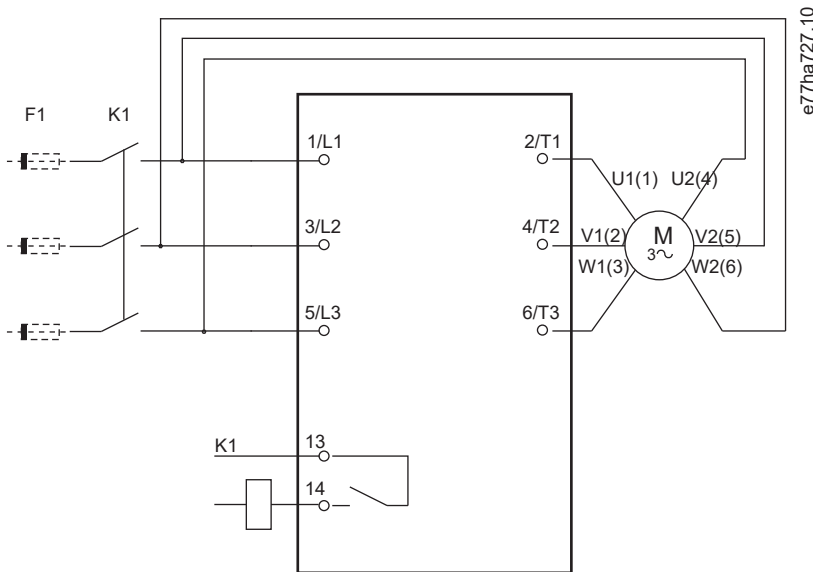 e77ha727.10
F1 K1
1/L1 2/T1
U1(1) U2(4)
3/L2 4/T2 V1(2) M V2(5)
3~
W1(3) W2(6)
5/L3 6/T3
K1 13
14